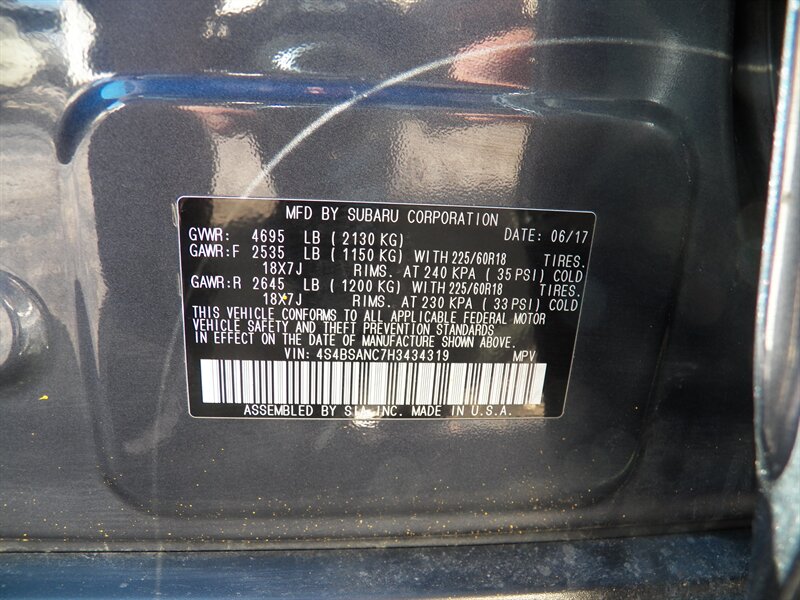 MFD BY SUBARU CORPORATION
GVWR: 4695 LB ( 2130 KG) DATE: 06/17
GAWR:F 2535 LB ( 1150 KG) WITH 225/60R18 TIRES.
18X7J RIMS. AT 240 KPA ( 35 PSI) COLD
GAWR:R 2645 LB ( 1200 KG) WITH 225/60R18 TIRES.
18X7J RIMS. AT 230 KPA ( 33 PSI) COLD
THIS VEHICLE CONFORMS TO ALL APPLICABLE FEDERAL MOTOR
VEHICLE SAFETY AND THEFT PREVENTION STANDARDS
IN EFFECT ON THE DATE OF MANUFACTURE SHOWN ABOVE.
VIN: 4S4BSANC7H3434319 MPV
ASSEMBLED BY SIA,INC. MADE IN U.S.A.